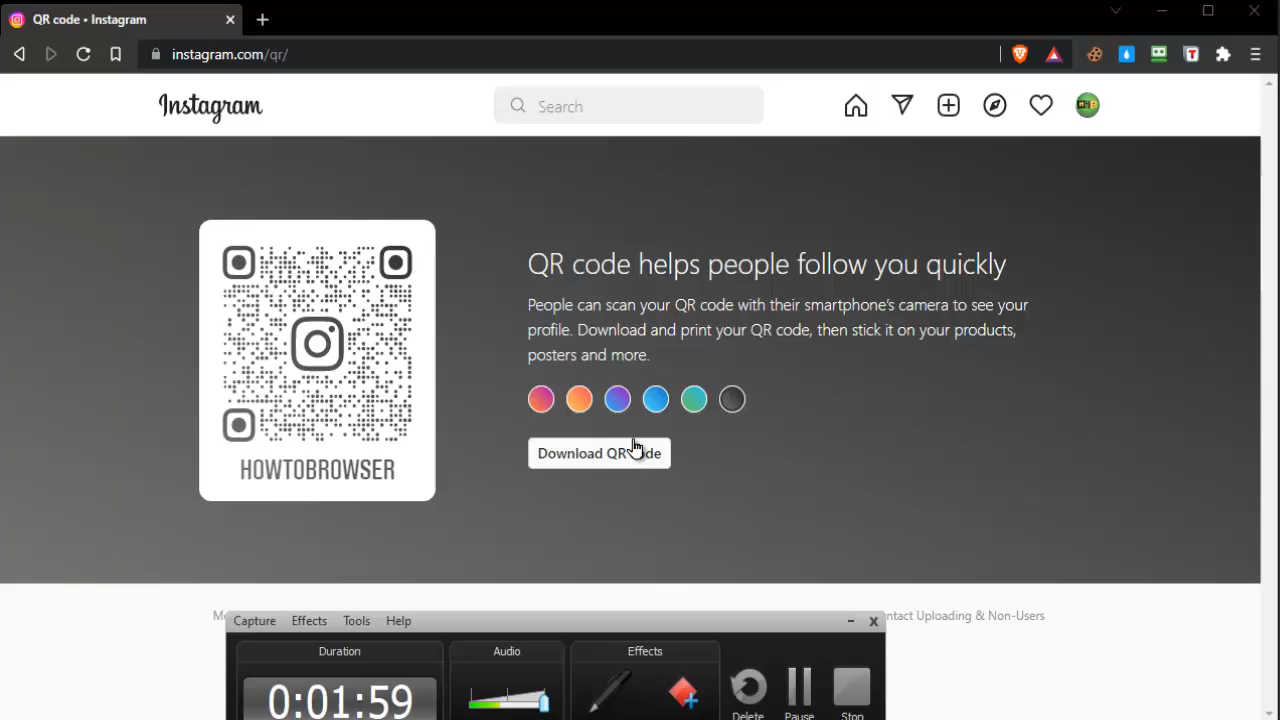 QR code • Instagram
instagram.com/qr/
Instagram
Search
QR code helps people follow you quickly
People can scan your QR code with their smartphone's camera to see your
profile. Download and print your QR code, then stick it on your products,
posters and more.
Download QR
HOWTOBROWSER
Uploading & Non-Users
Capture Effects Tools Help
Duration Audio Effects
0:01:59
Delete Pause Stop